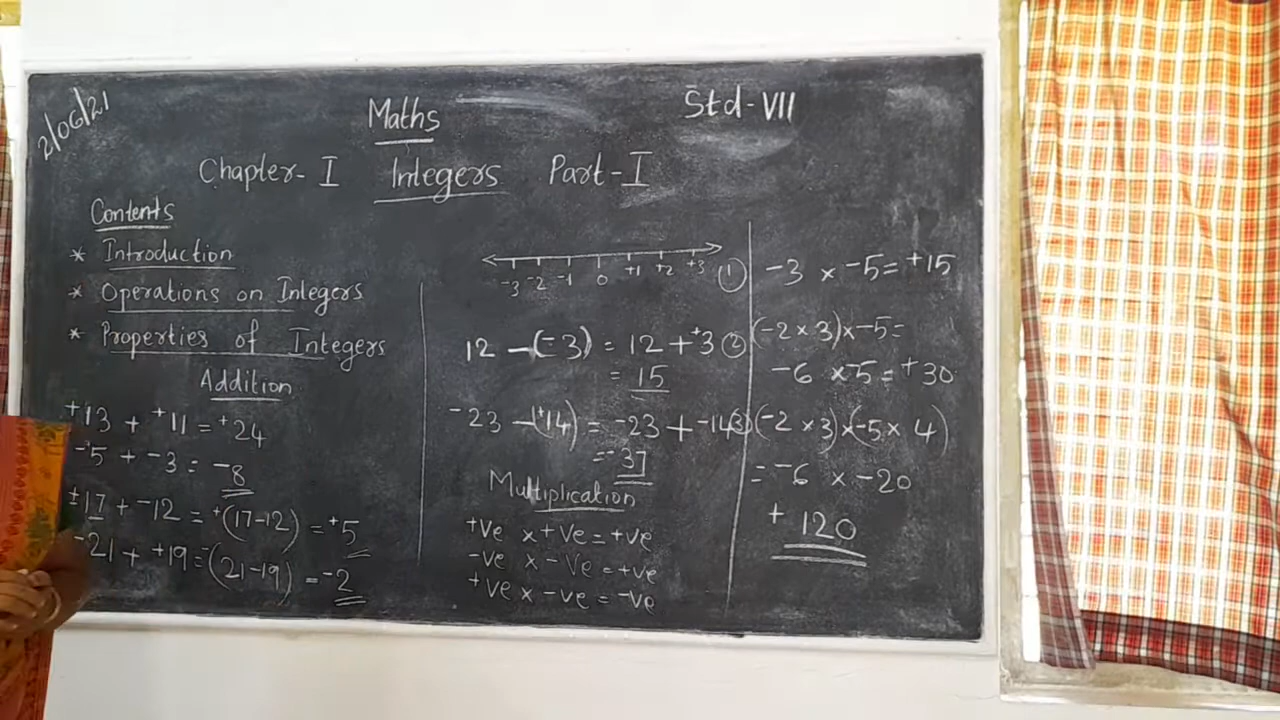 2/06/21
Maths
Std-VII
Chapter-I Integers Part-I
Contents
* Introduction
* Operations on Integers
* Properties of Integers
Addition
+13 + +11 = +24
-5 + -3 = -8
+17 + -12 = +(17-12) = +5
-21 + +19 = -(21-19) = -2
-3 -2 -1 0 +1 +2 +3
12 - (-3) = 12 + +3
= 15
-23 - (+14) = -23 + -14
= -37
Multiplication
+ve x +ve = +ve
-ve x -ve = +ve
+ve x -ve = -ve
① -3 x -5 = +15
② (-2 x 3) x -5 =
-6 x -5 = +30
③ (-2 x 3) x (-5 x 4)
= -6 x -20
+ 120